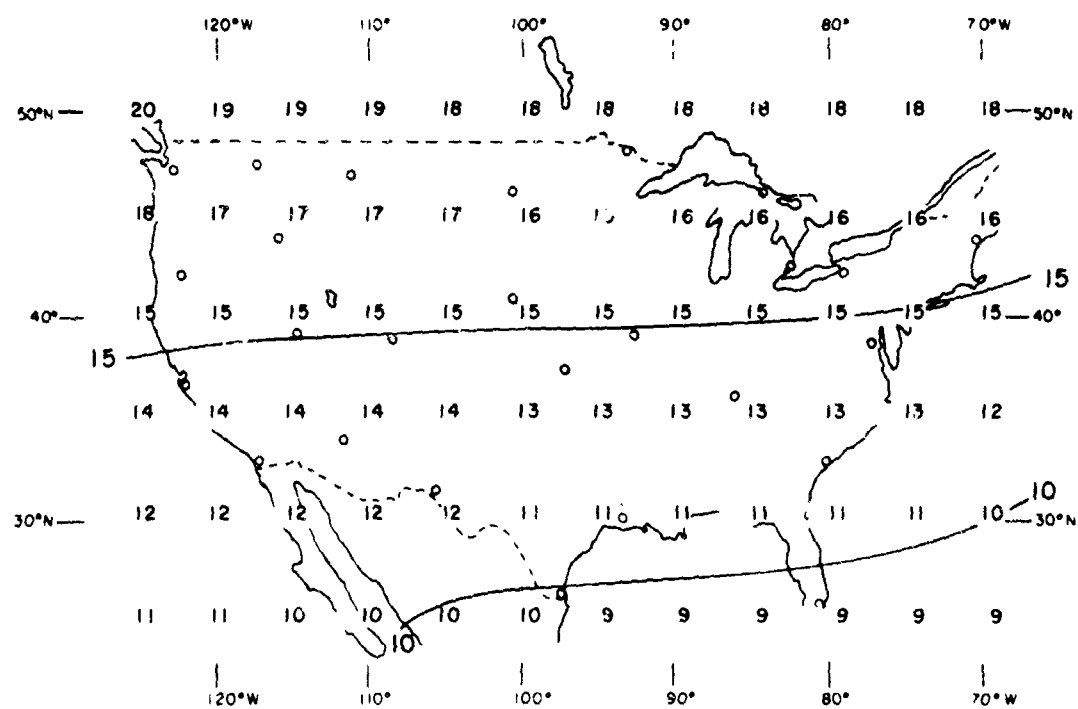 120°W 110° 100° 90° 80° 70°W
50°N 20 19 19 19 18 18 18 18 18 18 18 18 50°N
18 17 17 17 17 16 16 16 16 16 16
15
40° 15 15 15 15 15 15 15 15 15 15 15 15 40°
15
14 14 14 14 14 13 13 13 13 13 13 12
10
30°N 12 12 12 12 12 11 11 11 11 11 11 10 30°N
11 11 10 10 10 10 9 9 9 9 9 9
10
120°W 110° 100° 90° 80° 70°W